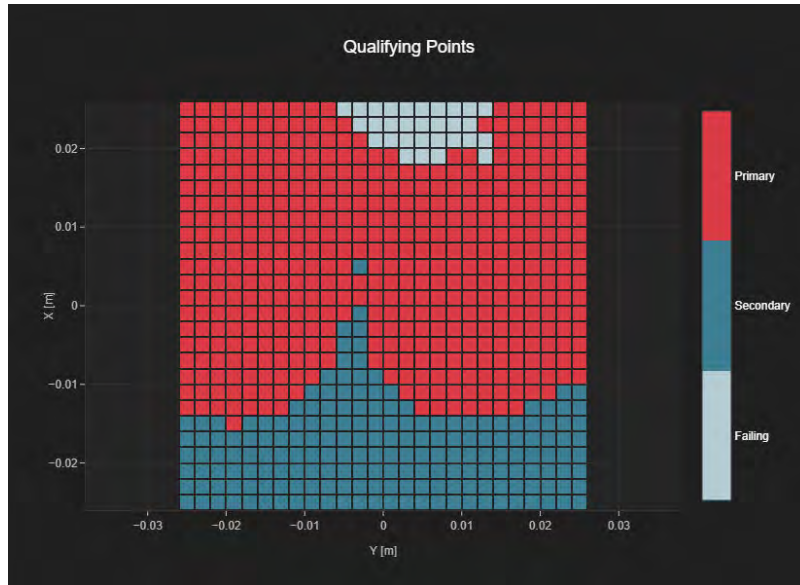 Qualifying Points
Primary
Secondary
Failing
X [m]
0.02
0.01
0
−0.01
−0.02
−0.03
−0.02
−0.01
0
0.01
0.02
0.03
Y [m]